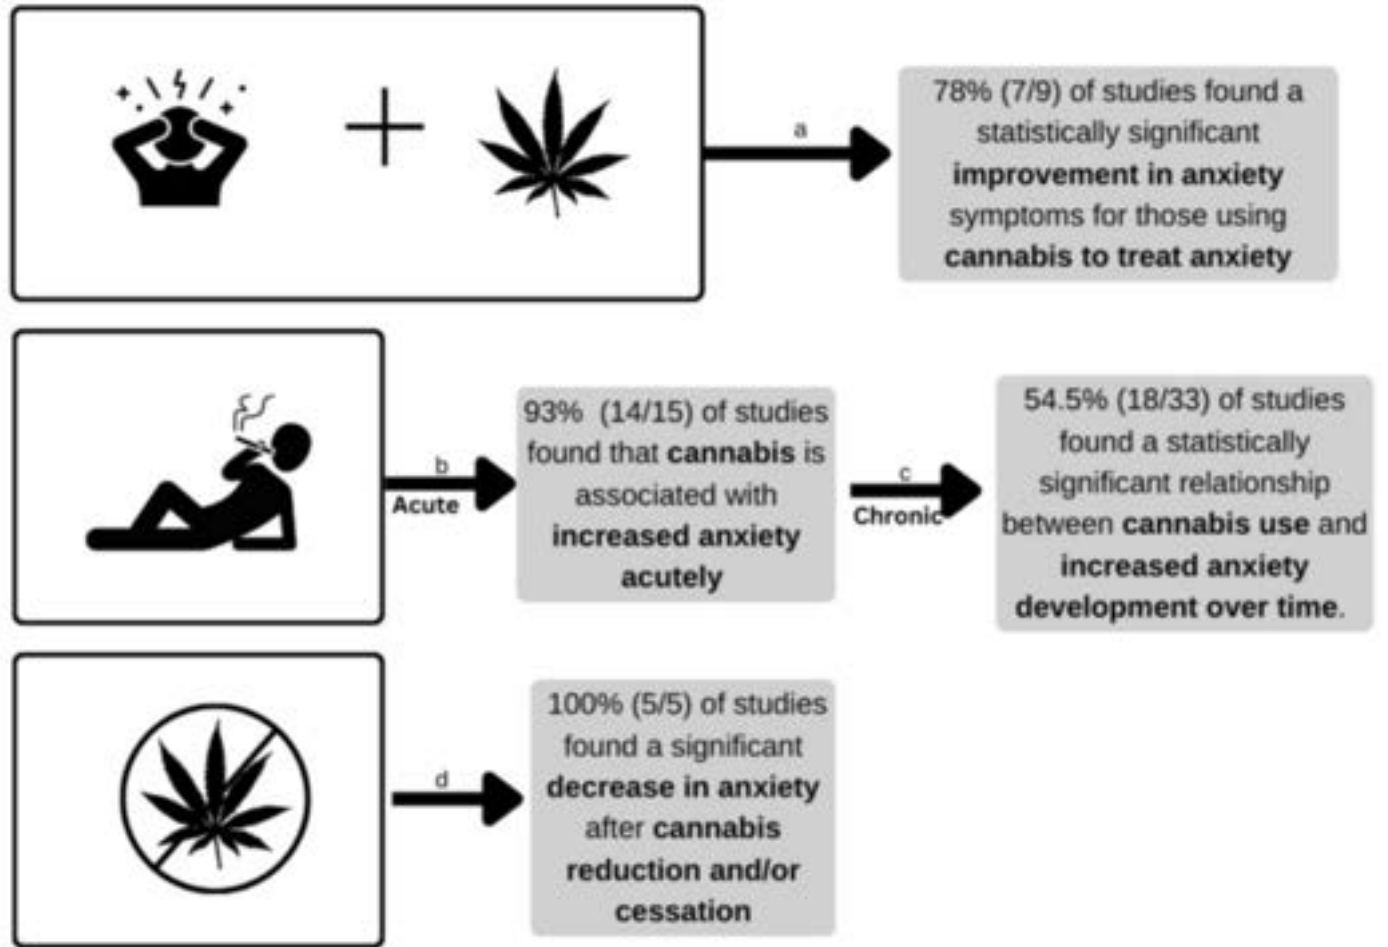 a
78% (7/9) of studies found a
statistically significant
improvement in anxiety
symptoms for those using
cannabis to treat anxiety
b
Acute
93% (14/15) of studies
found that cannabis is
associated with
increased anxiety
acutely
c
Chronic
54.5% (18/33) of studies
found a statistically
significant relationship
between cannabis use and
increased anxiety
development over time.
d
100% (5/5) of studies
found a significant
decrease in anxiety
after cannabis
reduction and/or
cessation